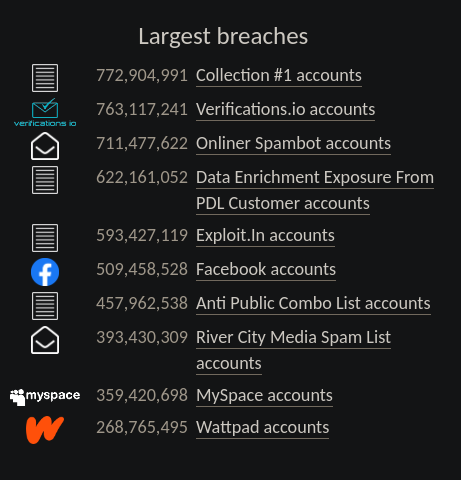 Largest breaches
772,904,991 Collection #1 accounts
763,117,241 Verifications.io accounts
verifications io
711,477,622 Onliner Spambot accounts
622,161,052 Data Enrichment Exposure From
PDL Customer accounts
593,427,119 Exploit.In accounts
509,458,528 Facebook accounts
457,962,538 Anti Public Combo List accounts
393,430,309 River City Media Spam List
accounts
myspace 359,420,698 MySpace accounts
268,765,495 Wattpad accounts